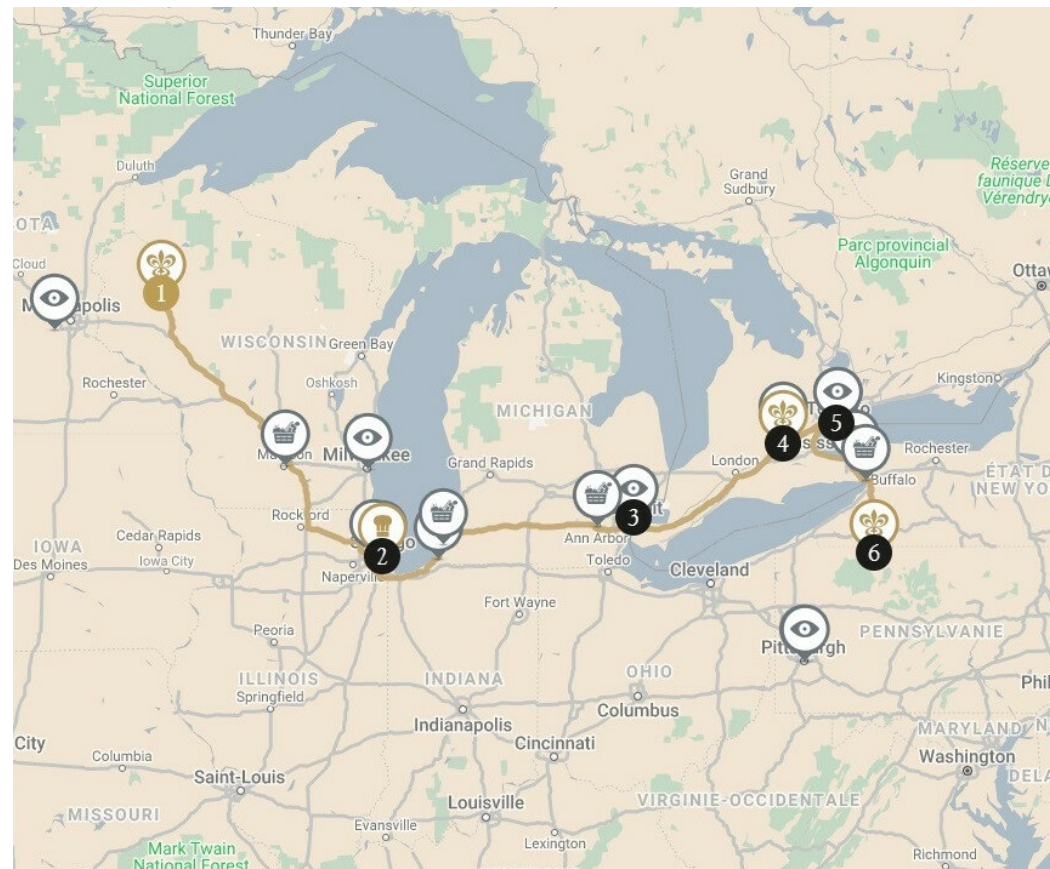 Thunder Bay
Superior
National Forest
Duluth
Grand
Sudbury
Réserve
faunique
Vérendry
Parc provincial
Algonquin
OTA
Cloud
Ottaw
1
M
apolis
WISCONSIN
Green Bay
Rochester
Oshkosh
Kingston
MICHIGAN
4
5
Grand Rapids
London
Rochester
Buffalo
ÉTAT D
NEW YO
Rockford
3
it
Ann Arbor
IOWA
Cedar Rapids
2
go
6
Des Moines
Iowa City
Naperville
Toledo
Cleveland
Fort Wayne
Peoria
PENNSYLVANIE
ILLINOIS
INDIANA
OHIO
Springfield
Phil
Columbus
Indianapolis
MARYLAND
City
Cincinnati
Columbia
Washington
DELA
Saint-Louis
Louisville
VIRGINIE-OCCIDENTALE
MISSOURI
Evansville
Lexington
Mark Twain
National Forest
Richmond